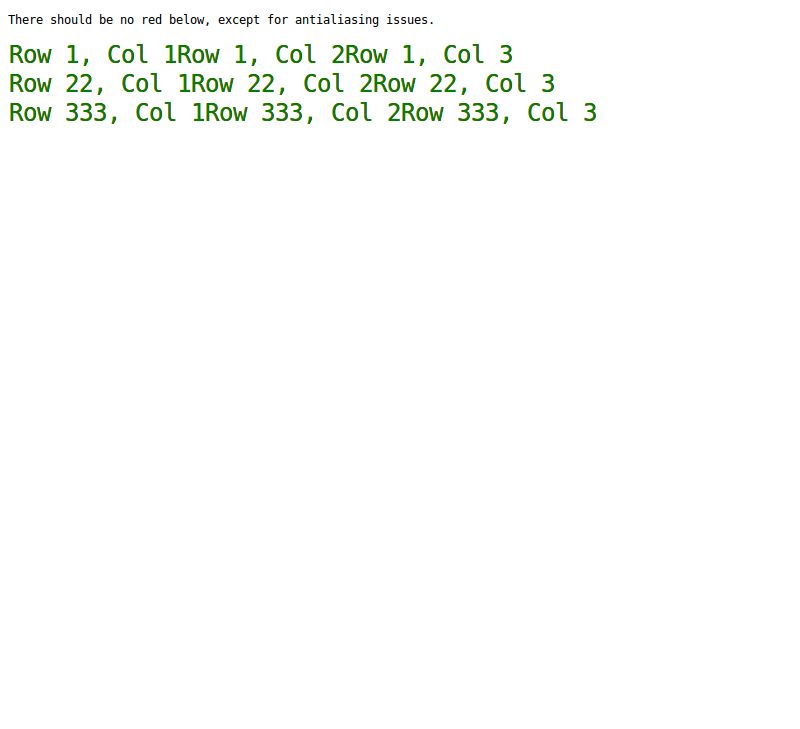 There should be no red below, except for antialiasing issues.
Row 1, Col 1Row 1, Col 2Row 1, Col 3
Row 22, Col 1Row 22, Col 2Row 22, Col 3
Row 333, Col 1Row 333, Col 2Row 333, Col 3